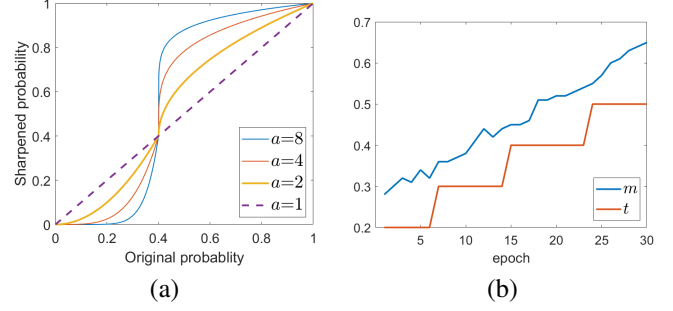 1
0.8
0.6
0.4
0.2
0
0 0.2 0.4 0.6 0.8 1
Sharpened probability
Original probablity
a=8
a=4
a=2
a=1
(a)
0.7
0.6
0.5
0.4
0.3
0.2
5 10 15 20 25 30
epoch
m
t
(b)